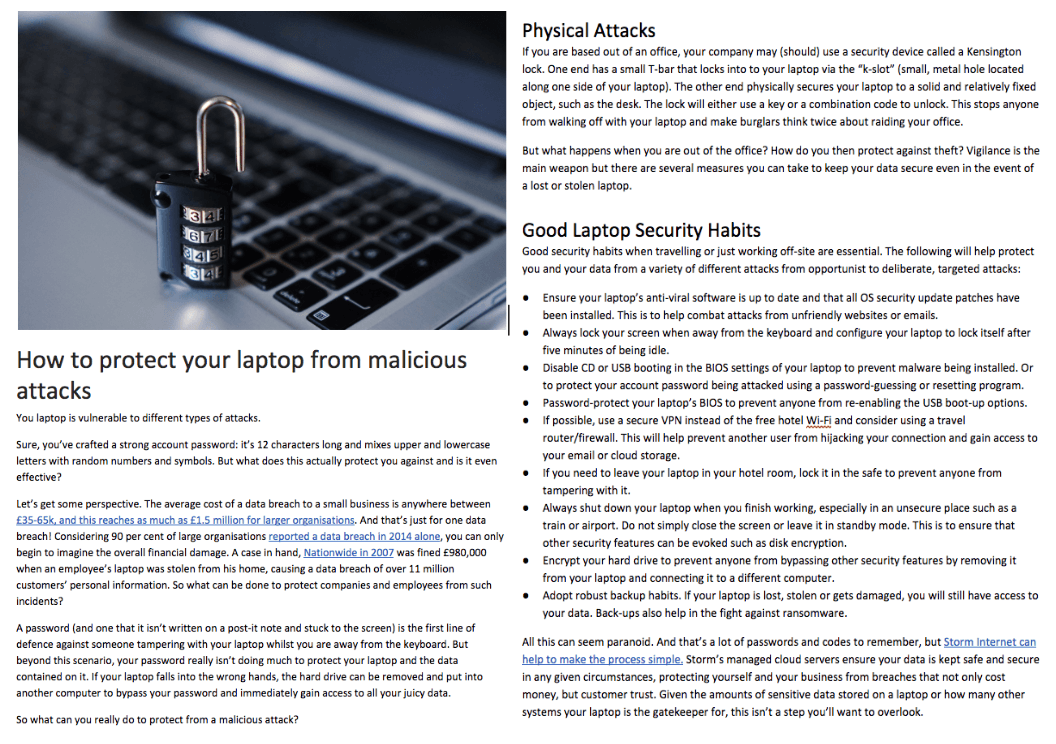 How to protect your laptop from malicious
attacks
You laptop is vulnerable to different types of attacks.
Sure, you've crafted a strong account password: it's 12 characters long and mixes upper and lowercase
letters with random numbers and symbols. But what does this actually protect you against and is it even
effective?
Let's get some perspective. The average cost of a data breach to a small business is anywhere between
£35-65k, and this reaches as much as £1.5 million for larger organisations. And that's just for one data
breach! Considering 90 per cent of large organisations reported a data breach in 2014 alone, you can only
begin to imagine the overall financial damage. A case in hand, Nationwide in 2007 was fined £980,000
when an employee's laptop was stolen from his home, causing a data breach of over 11 million
customers' personal information. So what can be done to protect companies and employees from such
incidents?
A password (and one that it isn't written on a post-it note and stuck to the screen) is the first line of
defence against someone tampering with your laptop whilst you are away from the keyboard. But
beyond this scenario, your password really isn't doing much to protect your laptop and the data
contained on it. If your laptop falls into the wrong hands, the hard drive can be removed and put into
another computer to bypass your password and immediately gain access to all your juicy data.
So what can you really do to protect from a malicious attack?
Physical Attacks
If you are based out of an office, your company may (should) use a security device called a Kensington
lock. One end has a small T-bar that locks into to your laptop via the "k-slot" (small, metal hole located
along one side of your laptop). The other end physically secures your laptop to a solid and relatively fixed
object, such as the desk. The lock will either use a key or a combination code to unlock. This stops anyone
from walking off with your laptop and make burglars think twice about raiding your office.
But what happens when you are out of the office? How do you then protect against theft? Vigilance is the
main weapon but there are several measures you can take to keep your data secure even in the event of
a lost or stolen laptop.
Good Laptop Security Habits
Good security habits when travelling or just working off-site are essential. The following will help protect
you and your data from a variety of different attacks from opportunist to deliberate, targeted attacks:
● Ensure your laptop's anti-viral software is up to date and that all OS security update patches have
been installed. This is to help combat attacks from unfriendly websites or emails.
● Always lock your screen when away from the keyboard and configure your laptop to lock itself after
five minutes of being idle.
● Disable CD or USB booting in the BIOS settings of your laptop to prevent malware being installed. Or
to protect your account password being attacked using a password-guessing or resetting program.
● Password-protect your laptop's BIOS to prevent anyone from re-enabling the USB boot-up options.
● If possible, use a secure VPN instead of the free hotel Wi-Fi and consider using a travel
router/firewall. This will help prevent another user from hijacking your connection and gain access to
your email or cloud storage.
● If you need to leave your laptop in your hotel room, lock it in the safe to prevent anyone from
tampering with it.
● Always shut down your laptop when you finish working, especially in an unsecure place such as a
train or airport. Do not simply close the screen or leave it in standby mode. This is to ensure that
other security features can be evoked such as disk encryption.
● Encrypt your hard drive to prevent anyone from bypassing other security features by removing it
from your laptop and connecting it to a different computer.
● Adopt robust backup habits. If your laptop is lost, stolen or gets damaged, you will still have access to
your data. Back-ups also help in the fight against ransomware.
All this can seem paranoid. And that's a lot of passwords and codes to remember, but Storm Internet can
help to make the process simple. Storm's managed cloud servers ensure your data is kept safe and secure
in any given circumstances, protecting yourself and your business from breaches that not only cost
money, but customer trust. Given the amounts of sensitive data stored on a laptop or how many other
systems your laptop is the gatekeeper for, this isn't a step you'll want to overlook.